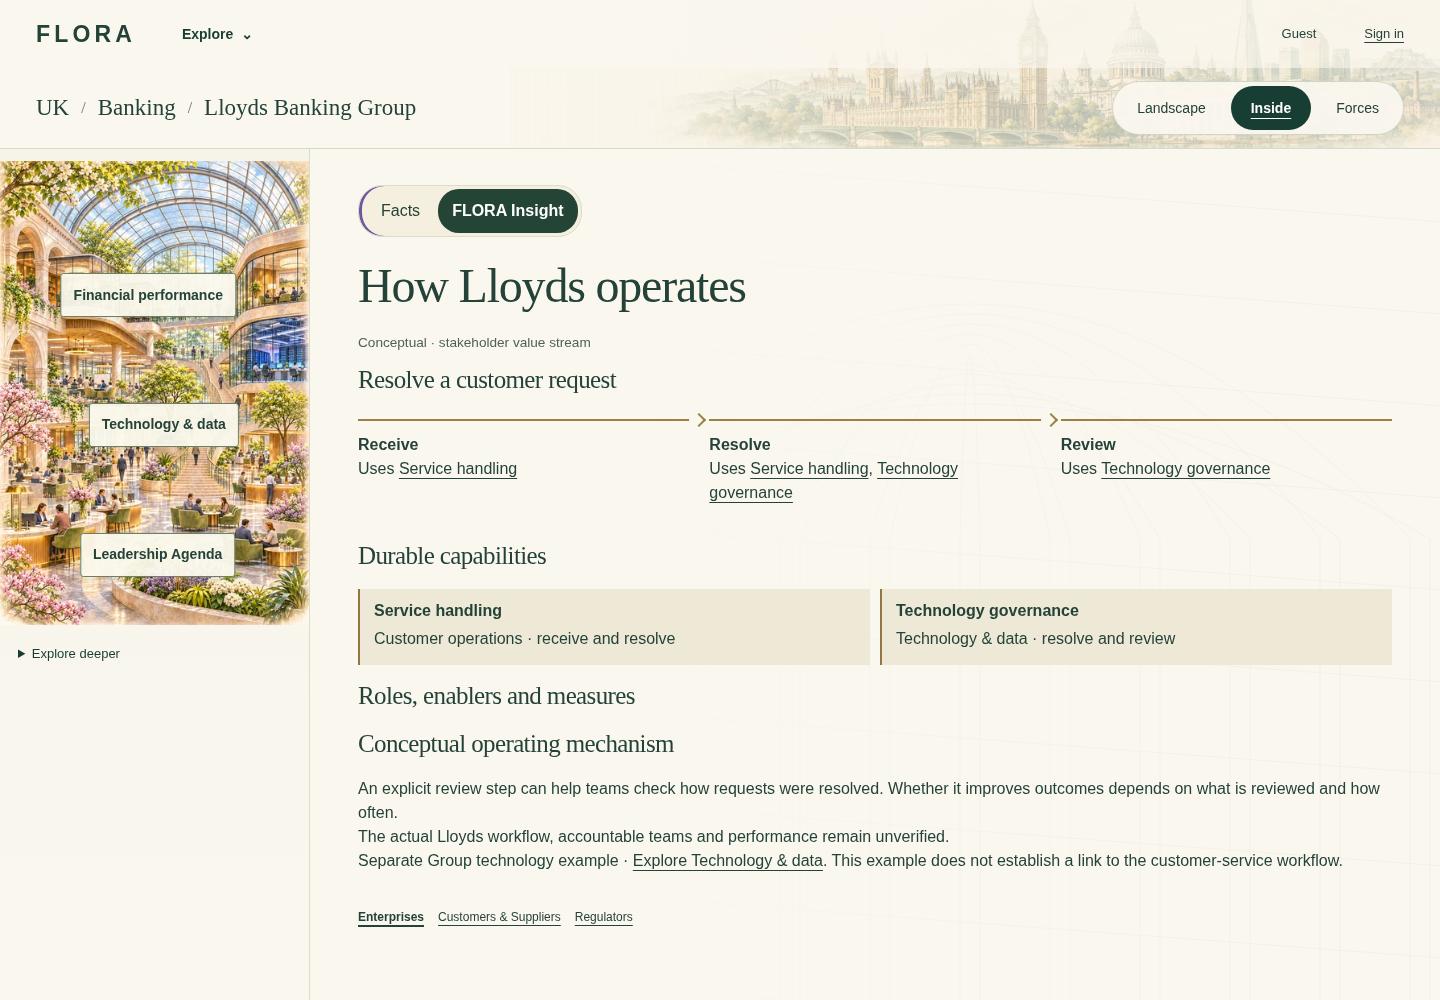 FLORA
Explore
Guest
Sign in
UK / Banking / Lloyds Banking Group
Landscape
Inside
Forces
Financial performance
Technology & data
Leadership Agenda
Explore deeper
Facts
FLORA Insight
How Lloyds operates
Conceptual · stakeholder value stream
Resolve a customer request
Receive
Uses Service handling
Resolve
Uses Service handling, Technology
governance
Review
Uses Technology governance
Durable capabilities
Service handling
Customer operations · receive and resolve
Technology governance
Technology & data · resolve and review
Roles, enablers and measures
Conceptual operating mechanism
An explicit review step can help teams check how requests were resolved. Whether it improves outcomes depends on what is reviewed and how
often.
The actual Lloyds workflow, accountable teams and performance remain unverified.
Separate Group technology example · Explore Technology & data. This example does not establish a link to the customer-service workflow.
Enterprises
Customers & Suppliers
Regulators